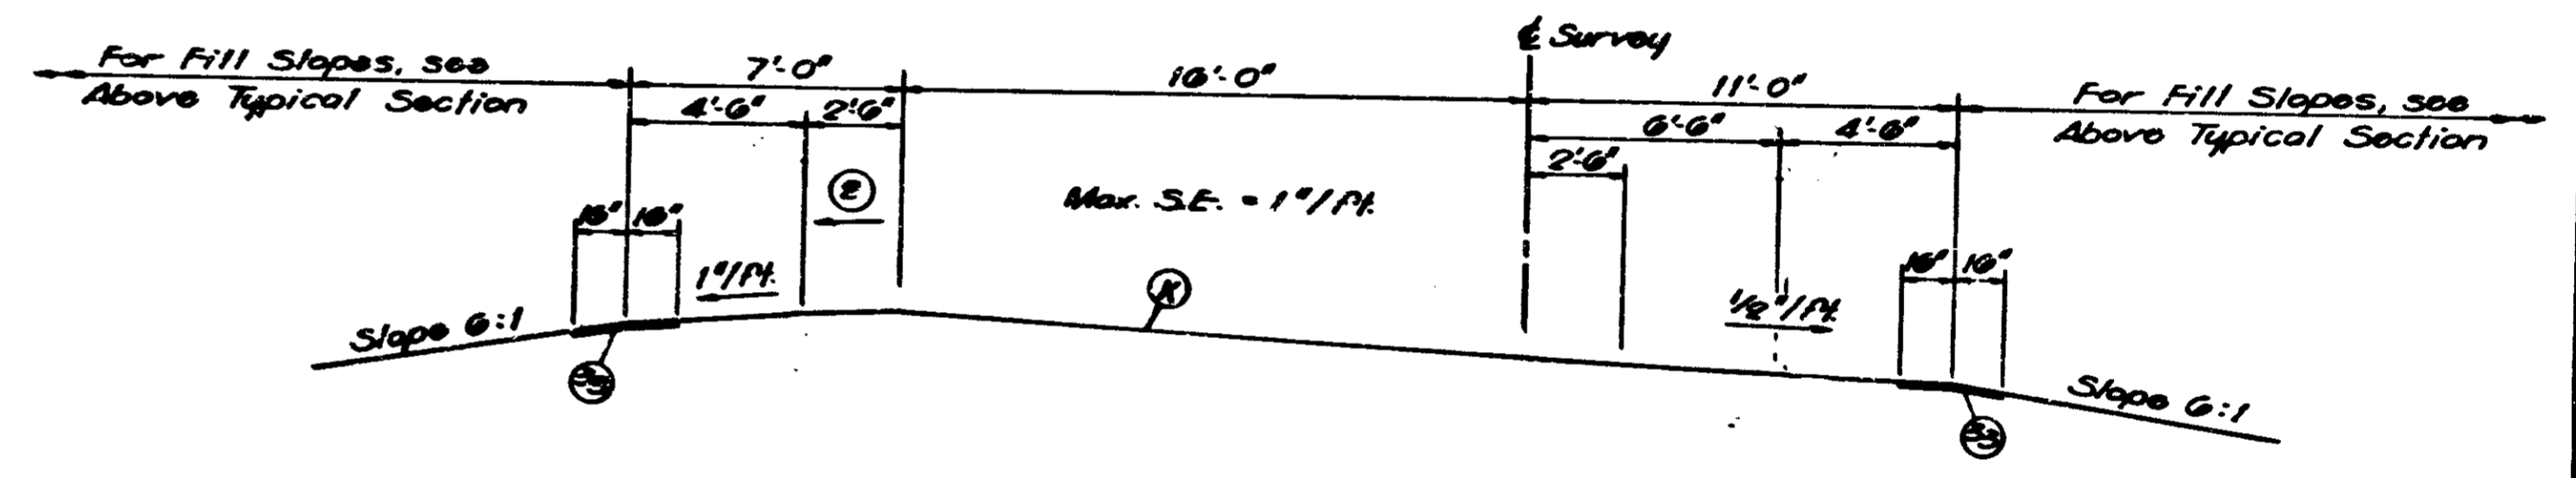 ℄ Survey
For Fill Slopes, see
Above Typical Section
7'-0"
16'-0"
11'-0"
For Fill Slopes, see
Above Typical Section
4'-6"
2'-6"
6'-6"
4'-6"
2'-6"
2
Max. S.E. = 1"/Ft.
16" 16"
1"/Ft.
K
16" 16"
1/2"/Ft.
Slope 6:1
Slope 6:1